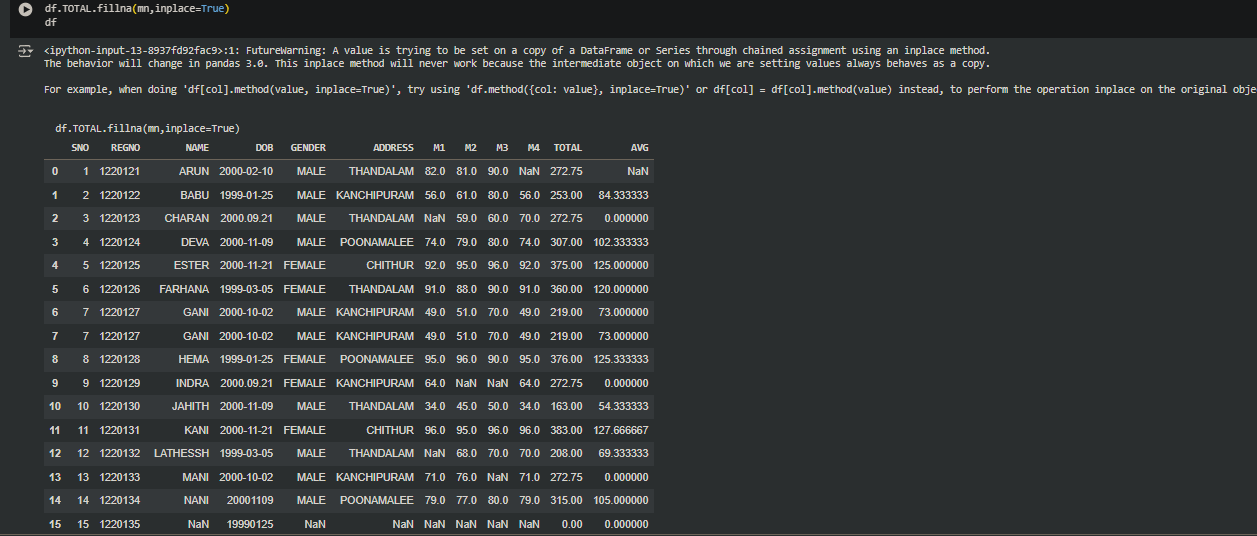 df.TOTAL.fillna(mn,inplace=True)
df
<ipython-input-13-8937fd92fac9>:1: FutureWarning: A value is trying to be set on a copy of a DataFrame or Series through chained assignment using an inplace method.
The behavior will change in pandas 3.0. This inplace method will never work because the intermediate object on which we are setting values always behaves as a copy.
For example, when doing 'df[col].method(value, inplace=True)', try using 'df.method({col: value}, inplace=True)' or df[col] = df[col].method(value) instead, to perform the operation inplace on the original obje
df.TOTAL.fillna(mn,inplace=True)
SNO REGNO NAME DOB GENDER ADDRESS M1 M2 M3 M4 TOTAL AVG
0 1 1220121 ARUN 2000-02-10 MALE THANDALAM 82.0 81.0 90.0 NaN 272.75 NaN
1 2 1220122 BABU 1999-01-25 MALE KANCHIPURAM 56.0 61.0 80.0 56.0 253.00 84.333333
2 3 1220123 CHARAN 2000.09.21 MALE THANDALAM NaN 59.0 60.0 70.0 272.75 0.000000
3 4 1220124 DEVA 2000-11-09 MALE POONAMALEE 74.0 79.0 80.0 74.0 307.00 102.333333
4 5 1220125 ESTER 2000-11-21 FEMALE CHITHUR 92.0 95.0 96.0 92.0 375.00 125.000000
5 6 1220126 FARHANA 1999-03-05 FEMALE THANDALAM 91.0 88.0 90.0 91.0 360.00 120.000000
6 7 1220127 GANI 2000-10-02 MALE KANCHIPURAM 49.0 51.0 70.0 49.0 219.00 73.000000
7 7 1220127 GANI 2000-10-02 MALE KANCHIPURAM 49.0 51.0 70.0 49.0 219.00 73.000000
8 8 1220128 HEMA 1999-01-25 FEMALE POONAMALEE 95.0 96.0 90.0 95.0 376.00 125.333333
9 9 1220129 INDRA 2000.09.21 FEMALE KANCHIPURAM 64.0 NaN NaN 64.0 272.75 0.000000
10 10 1220130 JAHITH 2000-11-09 MALE THANDALAM 34.0 45.0 50.0 34.0 163.00 54.333333
11 11 1220131 KANI 2000-11-21 FEMALE CHITHUR 96.0 95.0 96.0 96.0 383.00 127.666667
12 12 1220132 LATHESSH 1999-03-05 MALE THANDALAM NaN 68.0 70.0 70.0 208.00 69.333333
13 13 1220133 MANI 2000-10-02 MALE KANCHIPURAM 71.0 76.0 NaN 71.0 272.75 0.000000
14 14 1220134 NANI 20001109 MALE POONAMALEE 79.0 77.0 80.0 79.0 315.00 105.000000
15 15 1220135 NaN 19990125 NaN NaN NaN NaN NaN NaN 0.00 0.000000